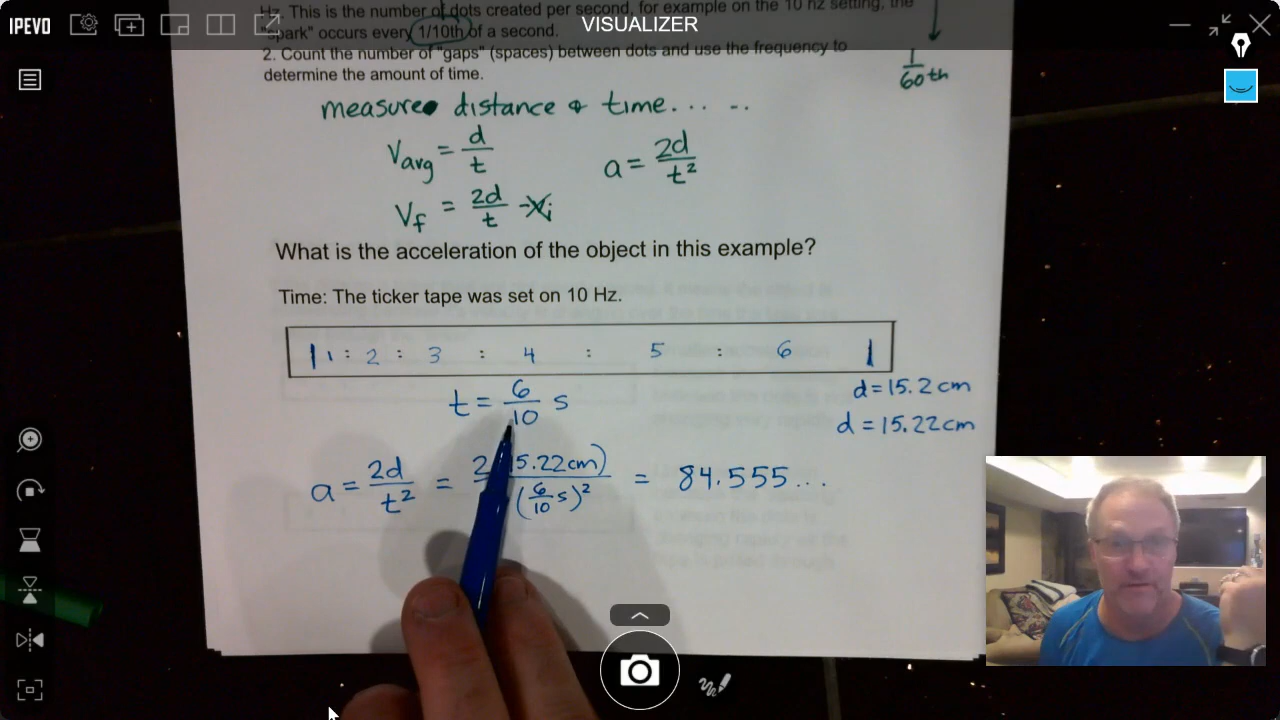 IPEVO
VISUALIZER
Hz. This is the number of dots created per second, for example on the 10 hz setting, the
"spark" occurs every 1/10th of a second.
2. Count the number of "gaps" (spaces) between dots and use the frequency to
determine the amount of time.
1/60th
measure distance & time... ..
Varg = d/t
a = 2d/t²
Vf = 2d/t - Vi
What is the acceleration of the object in this example?
Time: The ticker tape was set on 10 Hz.
| 1 : 2 : 3 : 4 : 5 : 6 |
t = 6/10 s
d = 15.2 cm
d = 15.22 cm
a = 2d/t² = 2 5.22cm) / (6/10 s)² = 84.555...